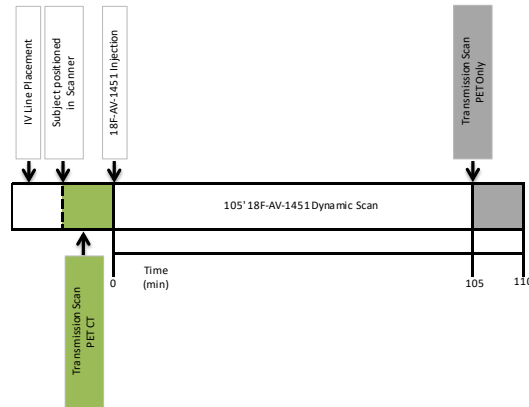 IV Line Placement
Subject positioned
in Scanner
18F-AV-1451 Injection
Transmission Scan
PET Only
105' 18F-AV-1451 Dynamic Scan
Time
(min)
0
105
110
Transmission Scan
PET CT